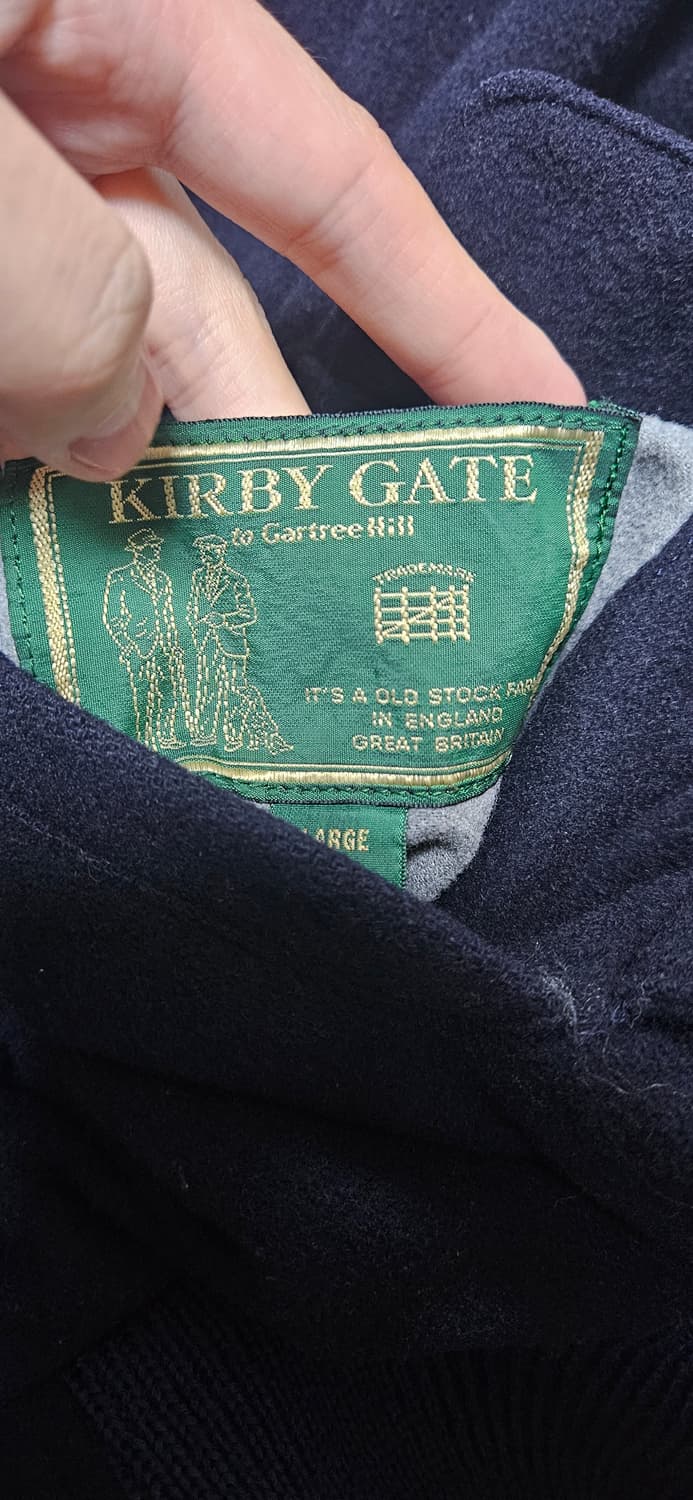 KIRBY GATE
to Gartree Hill
TRADEMARK
IT'S A OLD STOCK FARM
IN ENGLAND
GREAT BRITAIN
LARGE